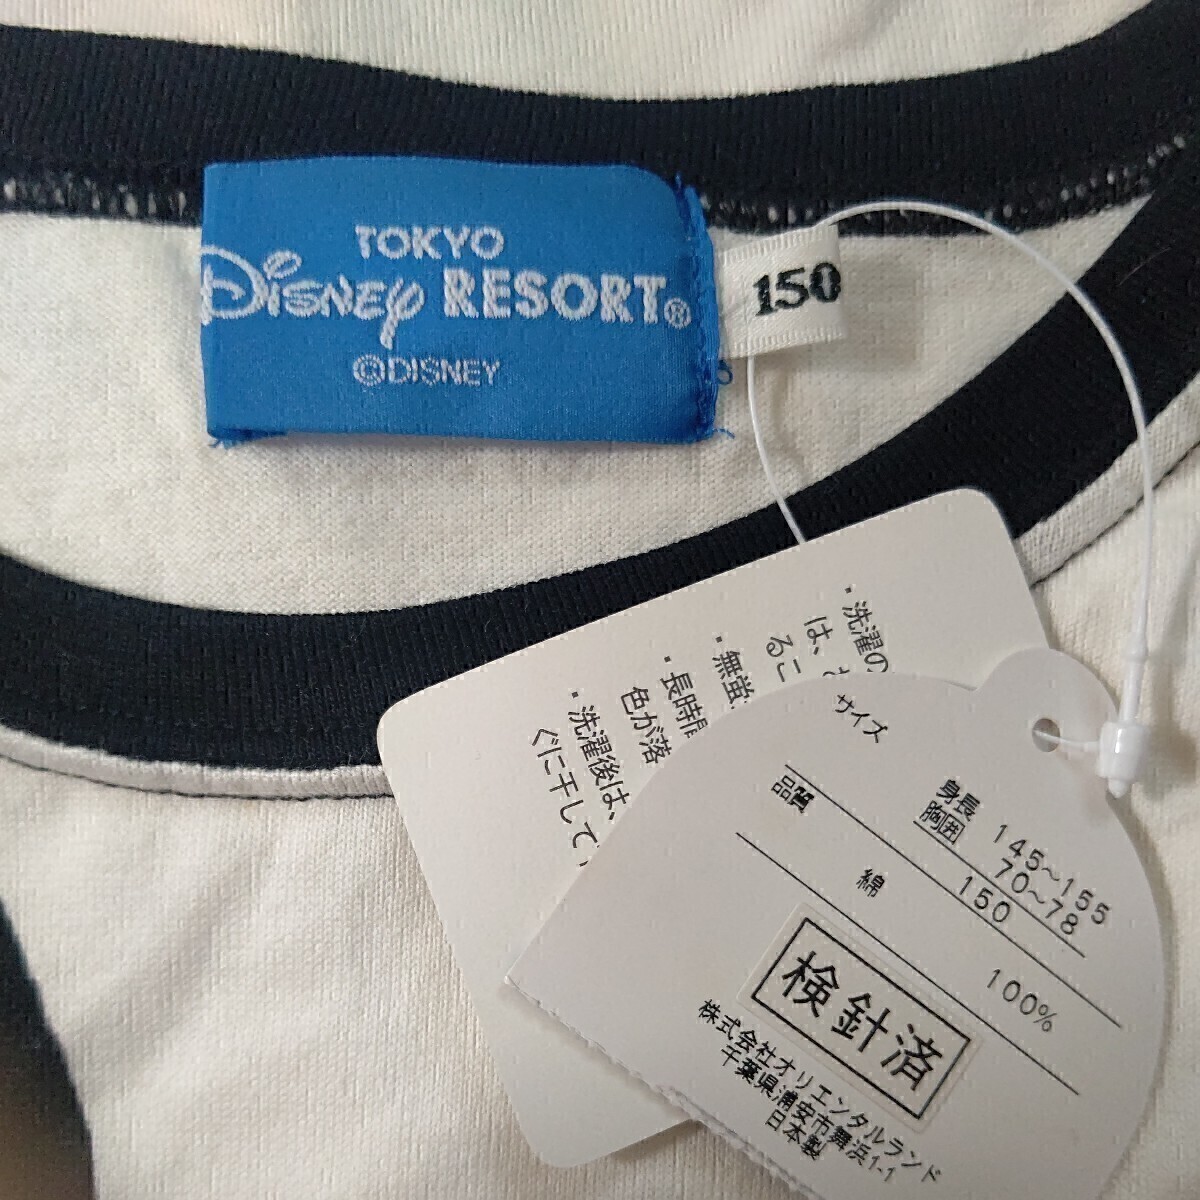 TOKYO
Disney RESORT®
©DISNEY
150
・洗濯の
は、
るこ
・無蛍
・長時間
色が落
・洗濯後は、
ぐに干して
サイズ
身長 145~155
胸囲 70~78
150
品質
綿 100%
検針済
株式会社オリエンタルランド
千葉県浦安市舞浜1-1
日本製